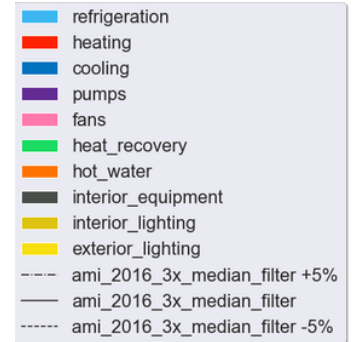 refrigeration
heating
cooling
pumps
fans
heat_recovery
hot_water
interior_equipment
interior_lighting
exterior_lighting
ami_2016_3x_median_filter +5%
ami_2016_3x_median_filter
ami_2016_3x_median_filter -5%